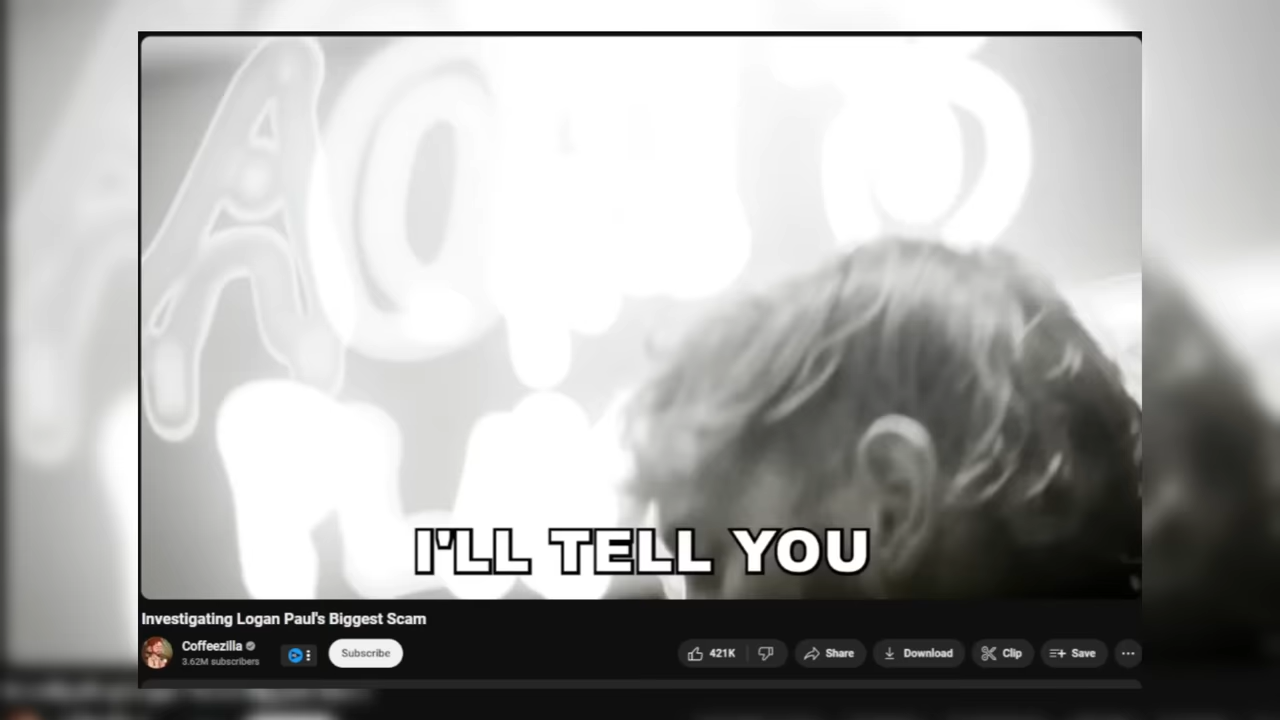 I'LL TELL YOU
Investigating Logan Paul's Biggest Scam
Coffeezilla
3.62M subscribers
Subscribe
421K
Share
Download
Clip
Save